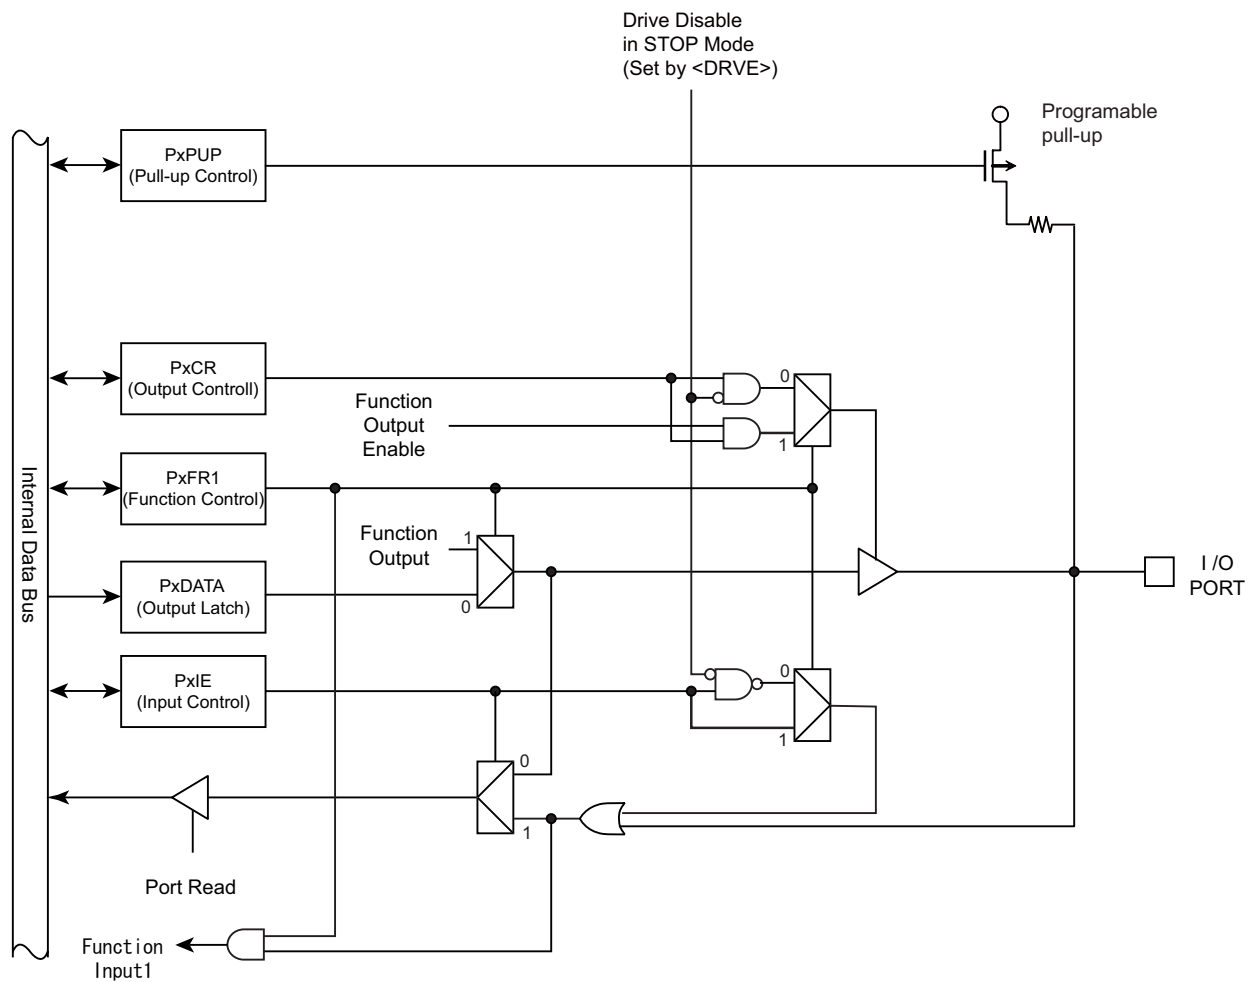 Drive Disable
in STOP Mode
(Set by <DRVE>)
Programable
pull-up
PxPUP
(Pull-up Control)
PxCR
(Output Controll)
0
Function
Output
Enable
1
PxFR1
(Function Control)
Internal Data Bus
Function
Output
1
I /O
PORT
PxDATA
(Output Latch)
0
PxIE
(Input Control)
0
1
0
1
Port Read
Function
Input1